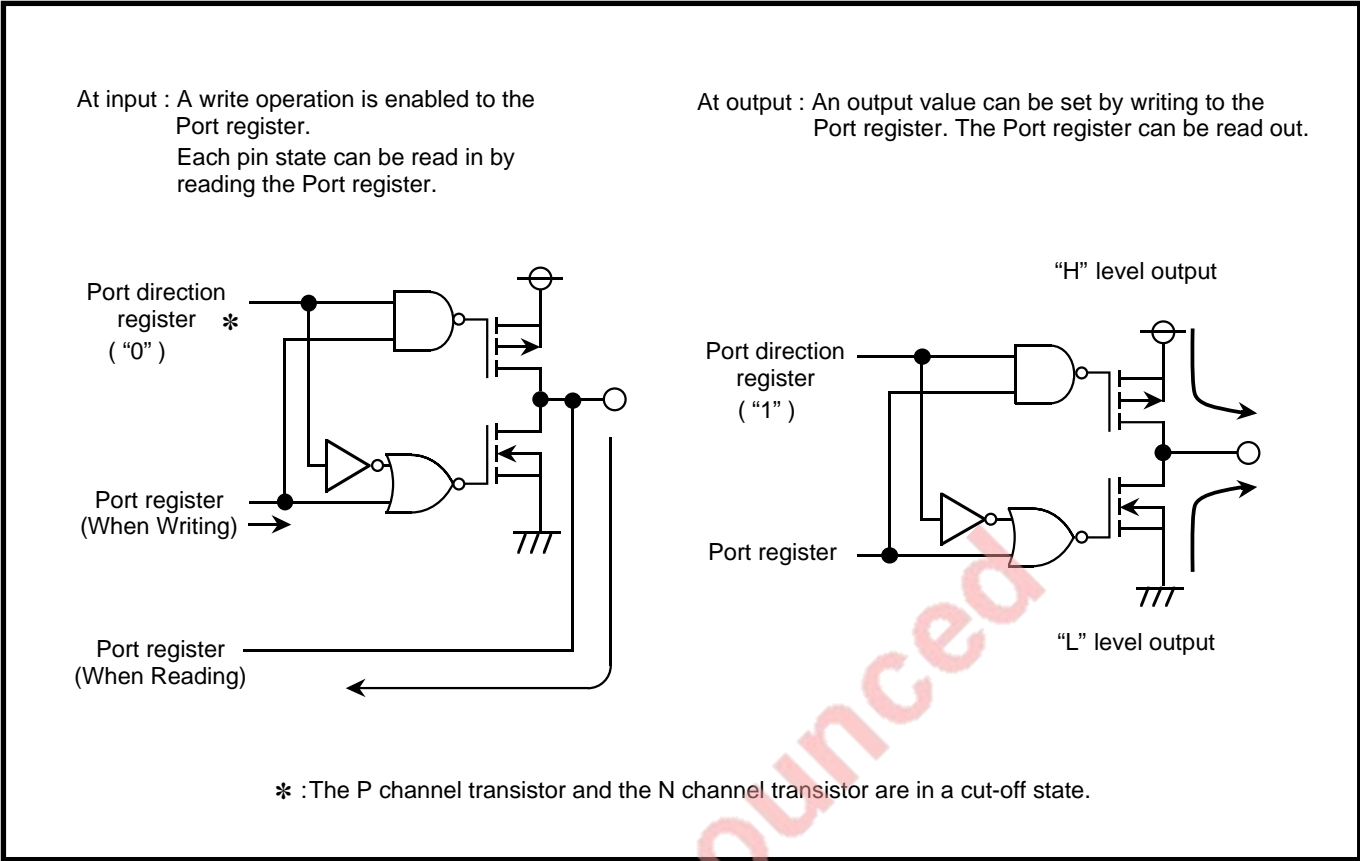 At input : A write operation is enabled to the
Port register.
Each pin state can be read in by
reading the Port register.
At output : An output value can be set by writing to the
Port register. The Port register can be read out.
Port direction
register ✻
( “0” )
Port register
(When Writing)
Port register
(When Reading)
“H” level output
Port direction
register
( “1” )
Port register
“L” level output
✻ :The P channel transistor and the N channel transistor are in a cut-off state.
ounced